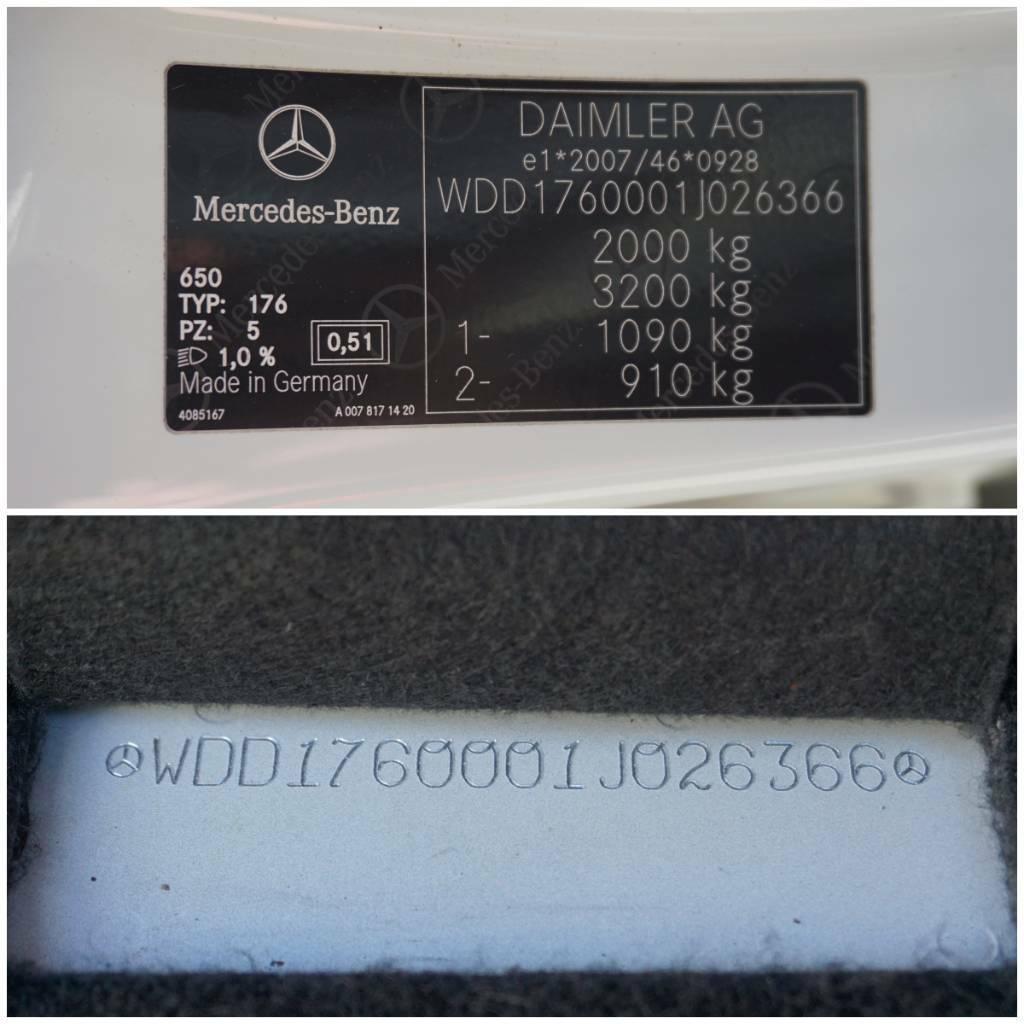 Mercedes-Benz
650
TYP: 176
PZ: 5
1,0 %
0,51
Made in Germany
4085167
A 007 817 14 20
DAIMLER AG
e1*2007/46*0928
WDD1760001J026366
2000 kg
3200 kg
1- 1090 kg
2- 910 kg
WDD1760001J026366